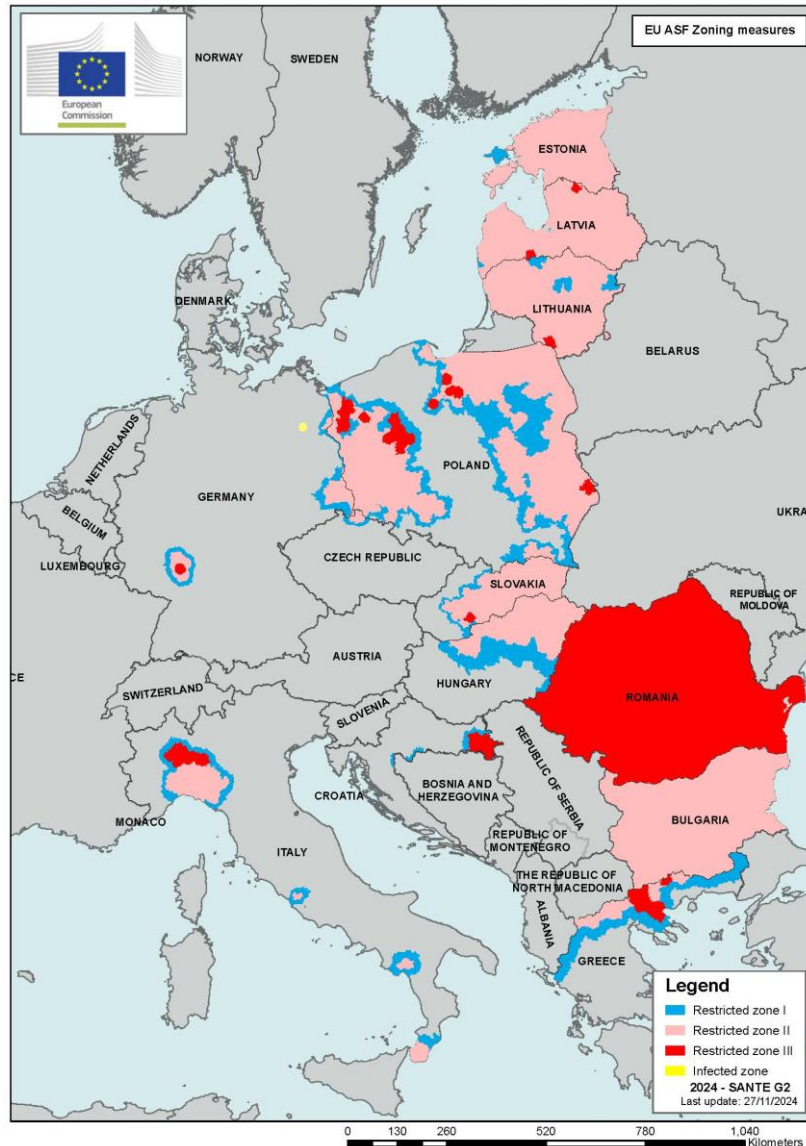 EU ASF Zoning measures
European
Commission
NORWAY
SWEDEN
ESTONIA
LATVIA
DENMARK
LITHUANIA
BELARUS
NETHERLANDS
BELGIUM
LUXEMBOURG
GERMANY
POLAND
UKRA
CZECH REPUBLIC
SLOVAKIA
REPUBLIC OF
MOLDOVA
AUSTRIA
HUNGARY
CE
SWITZERLAND
SLOVENIA
ROMANIA
CROATIA
BOSNIA AND
HERZEGOVINA
REPUBLIC OF SERBIA
MONACO
ITALY
REPUBLIC OF
MONTENEGRO
BULGARIA
THE REPUBLIC OF
NORTH MACEDONIA
ALBANIA
GREECE
Legend
Restricted zone I
Restricted zone II
Restricted zone III
Infected zone
2024 - SANTE G2
Last update: 27/11/2024
0 130 260 520 780 1,040
Kilometers